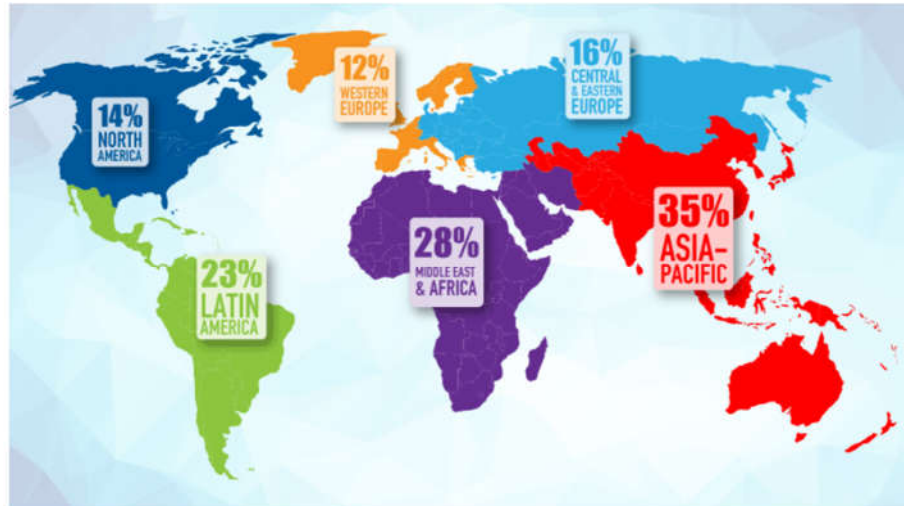 14%
NORTH
AMERICA
12%
WESTERN
EUROPE
16%
CENTRAL
& EASTERN
EUROPE
23%
LATIN
AMERICA
28%
MIDDLE EAST
& AFRICA
35%
ASIA–
PACIFIC